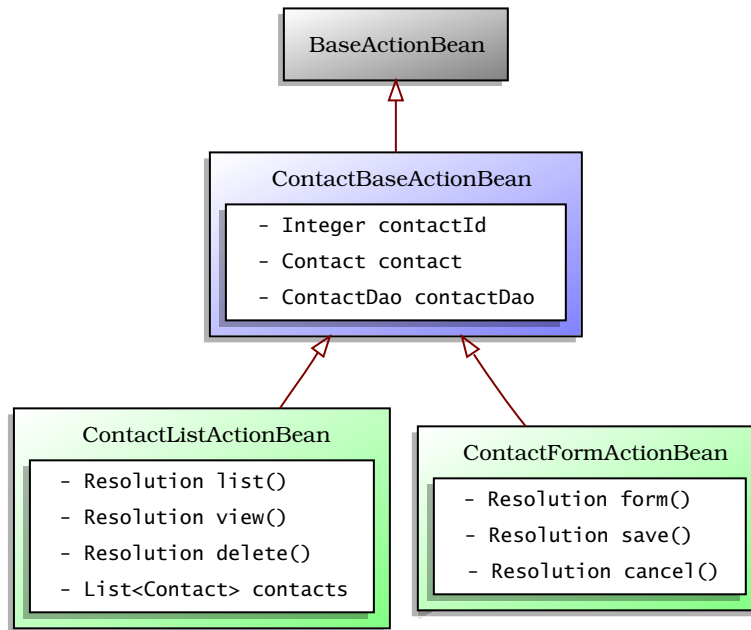 BaseActionBean
ContactBaseActionBean
- Integer contactId
- Contact contact
- ContactDao contactDao
ContactListActionBean
- Resolution list()
- Resolution view()
- Resolution delete()
- List<Contact> contacts
ContactFormActionBean
- Resolution form()
- Resolution save()
- Resolution cancel()